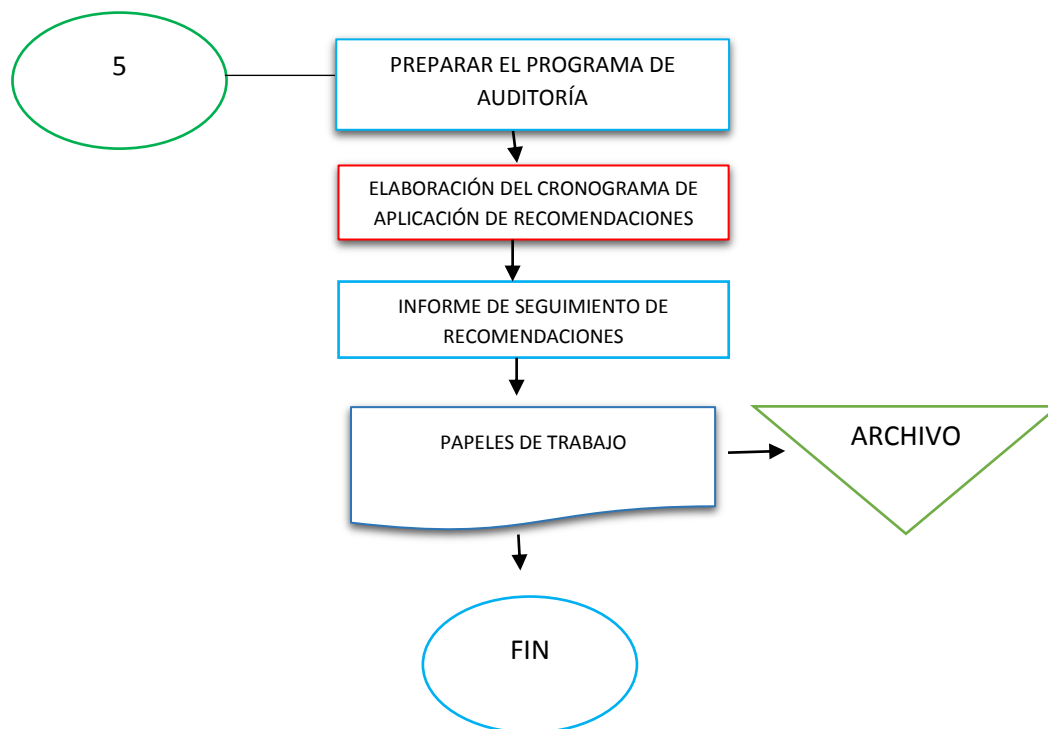 5
PREPARAR EL PROGRAMA DE
AUDITORÍA
ELABORACIÓN DEL CRONOGRAMA DE
APLICACIÓN DE RECOMENDACIONES
INFORME DE SEGUIMIENTO DE
RECOMENDACIONES
PAPELES DE TRABAJO
ARCHIVO
FIN